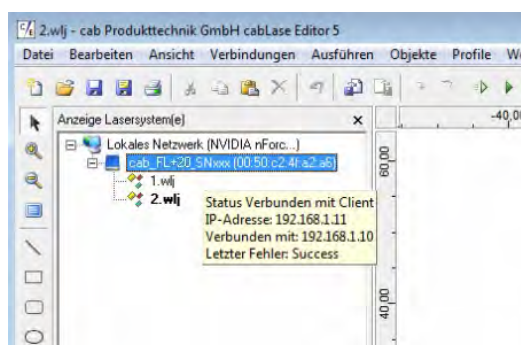 2.wlj - cab Produkttechnik GmbH cabLase Editor 5
Datei Bearbeiten Ansicht Verbindungen Ausführen Objekte Profile
Anzeige Lasersystem(e)
-40,0
Lokales Netzwerk (NVIDIA nForc...)
cab_FL+20_SNxxx (00:50:c2:4f:a2:a6)
1.wlj
2.wlj
60,00
Status Verbunden mit Client
IP-Adresse: 192.168.1.11
Verbunden mit: 192.168.1.10
Letzter Fehler: Success
40,00